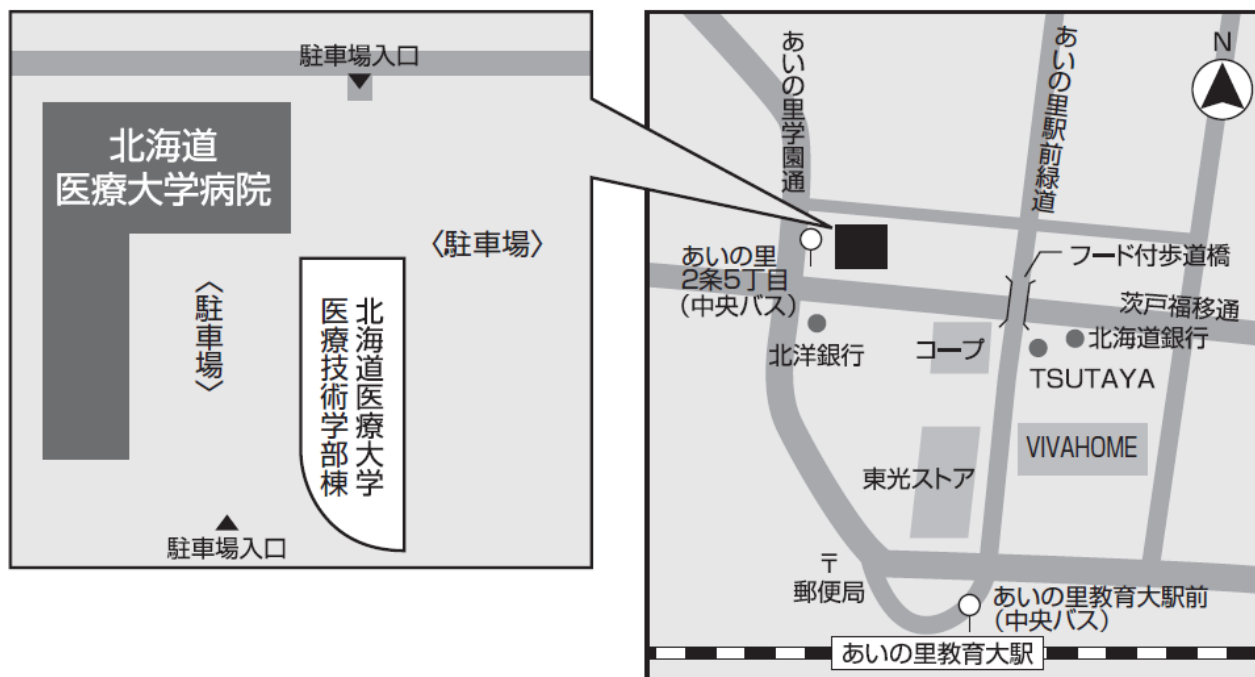 駐車場入口
北海道
医療大学病院
〈駐車場〉
〈駐車場〉
北海道医療大学
医療技術学部棟
駐車場入口
あいの里学園通
あいの里駅前緑道
N
あいの里
2条5丁目
(中央バス)
フード付歩道橋
茨戸福移通
北洋銀行
コープ
北海道銀行
TSUTAYA
VIVAHOME
東光ストア
〒
郵便局
あいの里教育大駅前
(中央バス)
あいの里教育大駅